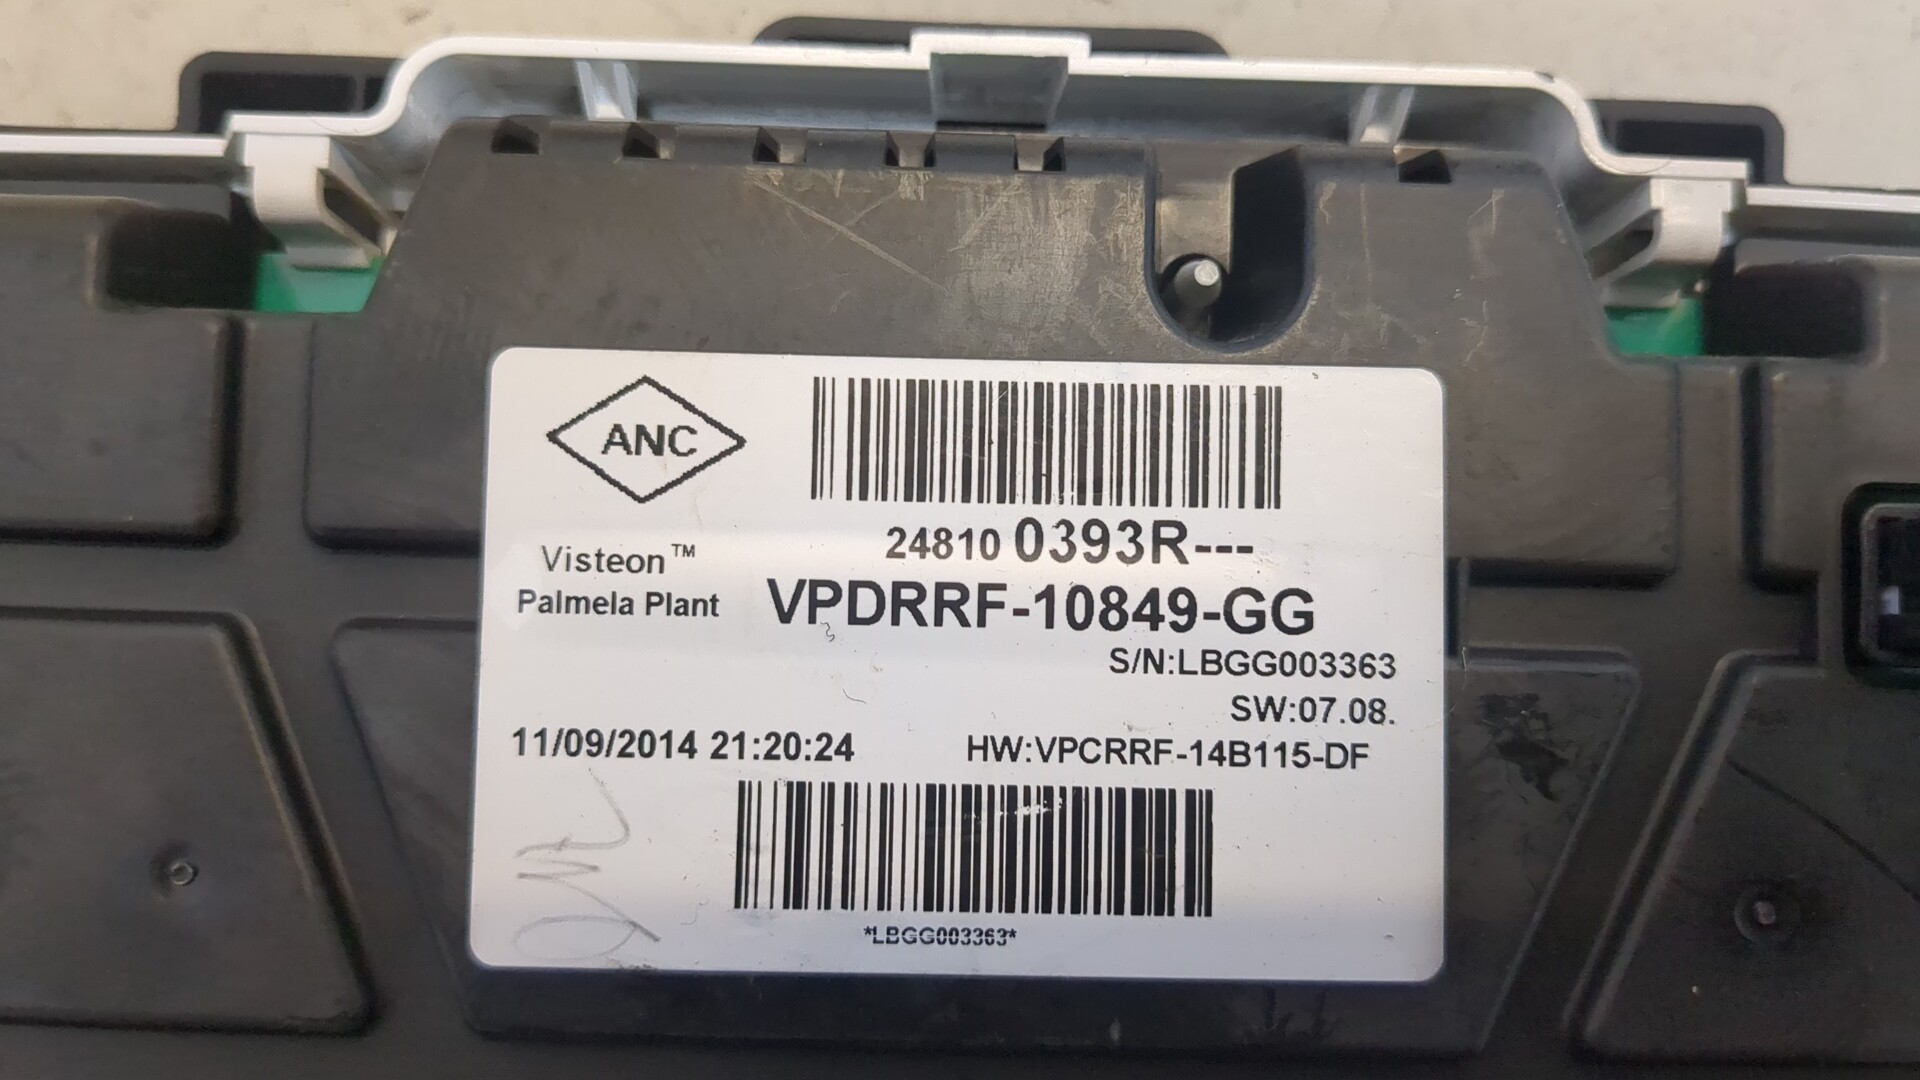 ANC
24810 0393R---
Visteon™
Palmela Plant
VPDRRF-10849-GG
S/N:LBGG003363
SW:07.08.
11/09/2014 21:20:24
HW:VPCRRF-14B115-DF
*LBGG003363*